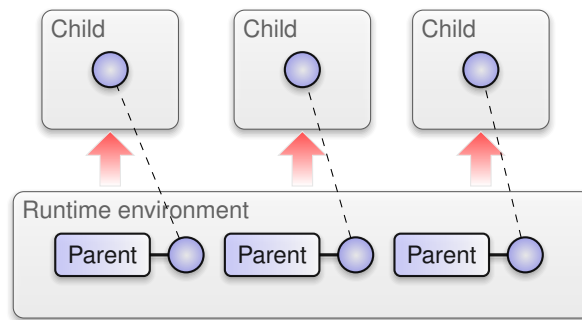 Child
Child
Child
Runtime environment
Parent
Parent
Parent